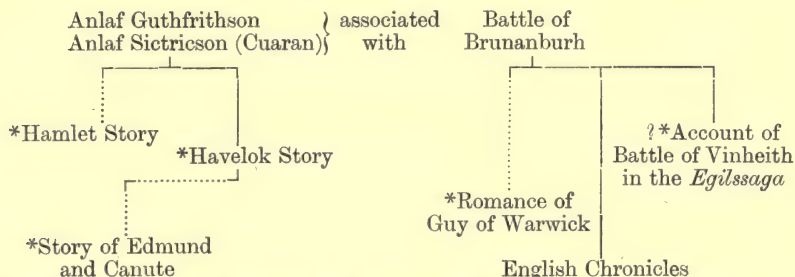 Anlaf Guthfrithson } associated Battle of
Anlaf Sictricson (Cuaran) } with Brunanburh
*Hamlet Story
*Havelok Story
?*Account of
Battle of Vinheith
in the Egilssaga
*Romance of
Guy of Warwick
*Story of Edmund
and Canute
English Chronicles